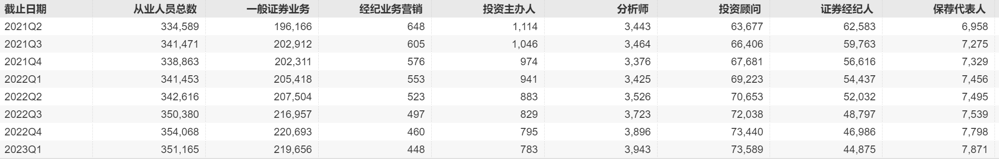 截止日期 从业人员总数 一般证券业务 经纪业务营销 投资主办人 分析师 投资顾问 证券经纪人 保荐代表人
2021Q2 334,589 196,166 648 1,114 3,443 63,677 62,583 6,958
2021Q3 341,471 202,912 605 1,046 3,464 66,406 59,763 7,275
2021Q4 338,863 202,311 576 974 3,376 67,681 56,616 7,329
2022Q1 341,453 205,418 553 941 3,425 69,223 54,437 7,456
2022Q2 342,616 207,504 523 883 3,526 70,653 52,032 7,495
2022Q3 350,380 216,957 497 829 3,723 72,038 48,797 7,539
2022Q4 354,068 220,693 460 795 3,896 73,440 46,986 7,798
2023Q1 351,165 219,656 448 783 3,943 73,589 44,875 7,871